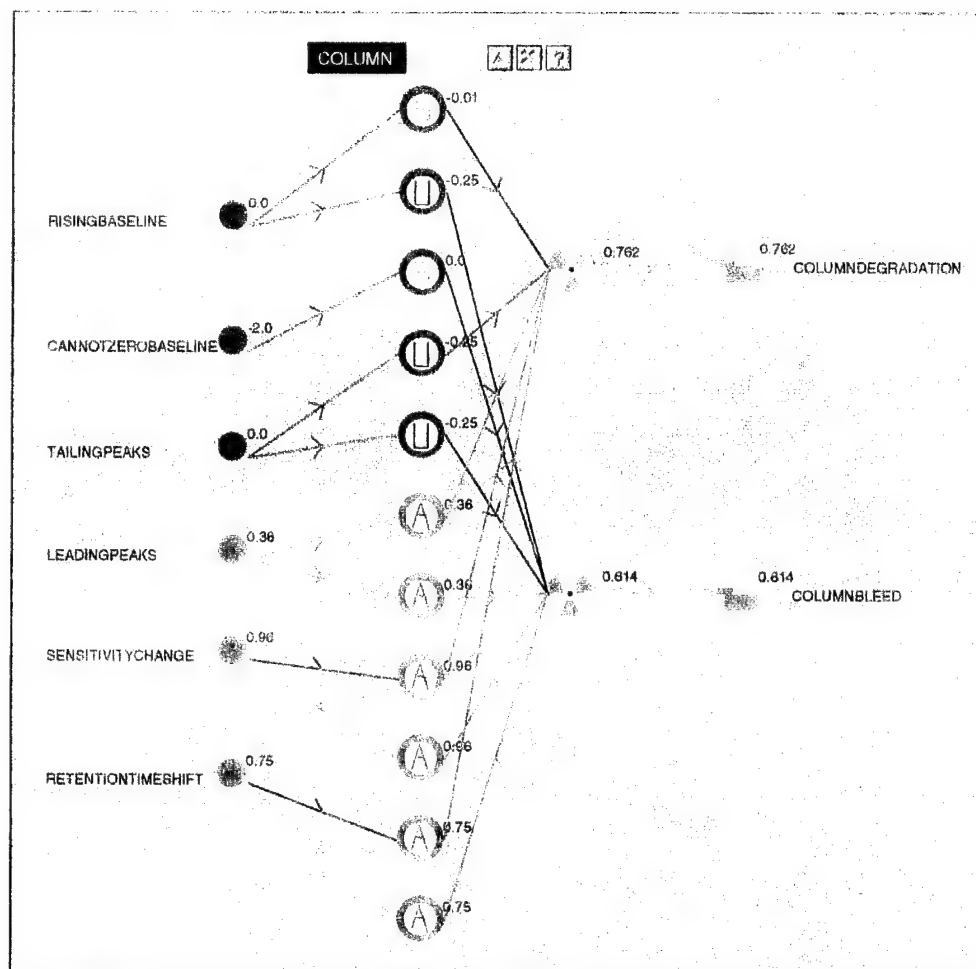 COLUMN ?
-0.01
-0.25
RISINGBASELINE 0.0
0.0 0.762 0.762 COLUMNDEGRADATION
CANNOTZEROBASELINE -2.0
U -0.25
TAILINGPEAKS 0.0
U -0.25
A 0.36
LEADINGPEAKS 0.36
A 0.36 0.614 0.614 COLUMNBLEED
SENSITIVITYCHANGE 0.96
A 0.96
A 0.96
RETENTIONTIMESHIFT 0.75
A 0.75
A 0.75